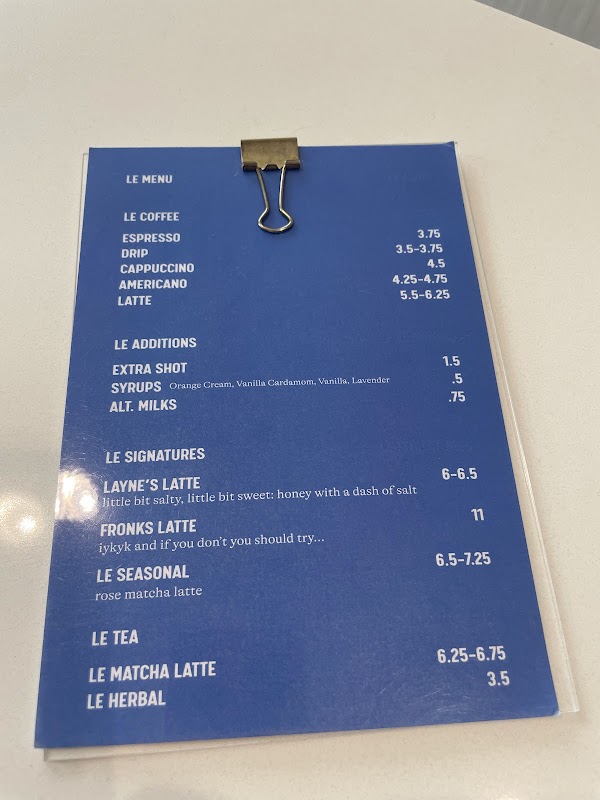 LE MENU
LE COFFEE
ESPRESSO 3.75
DRIP 3.5-3.75
CAPPUCCINO 4.5
AMERICANO 4.25-4.75
LATTE 5.5-6.25
LE ADDITIONS
EXTRA SHOT 1.5
SYRUPS Orange Cream, Vanilla Cardamom, Vanilla, Lavender .5
ALT. MILKS .75
LE SIGNATURES
LAYNE'S LATTE 6-6.5
little bit salty, little bit sweet: honey with a dash of salt
FRONKS LATTE 11
iykyk and if you don't you should try...
LE SEASONAL 6.5-7.25
rose matcha latte
LE TEA
LE MATCHA LATTE 6.25-6.75
LE HERBAL 3.5